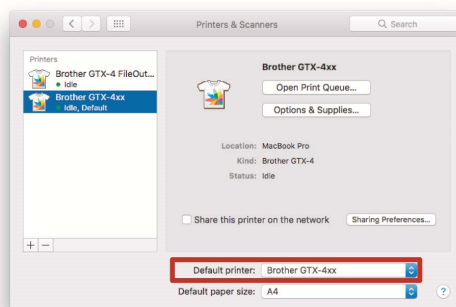 Printers & Scanners
Search
Printers
Brother GTX-4 FileOut...
Idle
Brother GTX-4xx
Idle, Default
Brother GTX-4xx
Open Print Queue...
Options & Supplies...
Location: MacBook Pro
Kind: Brother GTX-4
Status: Idle
Share this printer on the network
Sharing Preferences...
+ −
Default printer: Brother GTX-4xx
Default paper size: A4
?